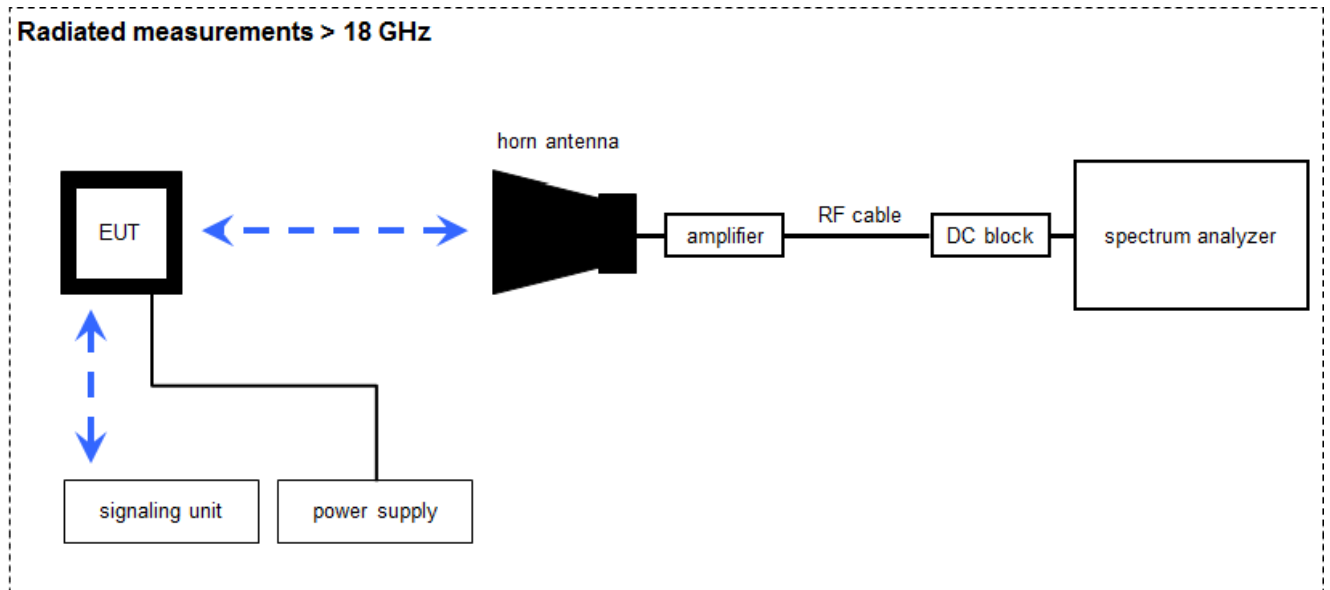 Radiated measurements > 18 GHz
horn antenna
EUT
amplifier
RF cable
DC block
spectrum analyzer
signaling unit
power supply